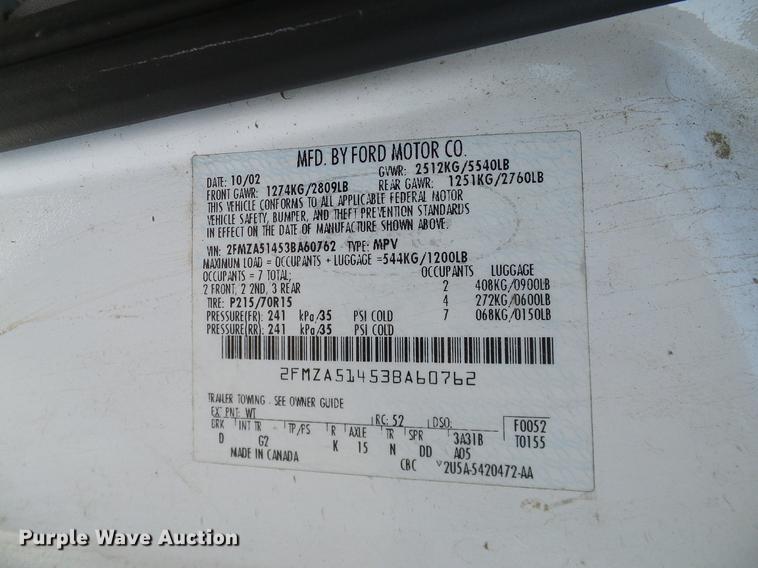 MFD. BY FORD MOTOR CO.
DATE: 10/02 GVWR: 2512KG/5540LB
FRONT GAWR: 1274KG/2809LB REAR GAWR: 1251KG/2760LB
THIS VEHICLE CONFORMS TO ALL APPLICABLE FEDERAL MOTOR
VEHICLE SAFETY, BUMPER, AND THEFT PREVENTION STANDARDS
IN EFFECT ON THE DATE OF MANUFACTURE SHOWN ABOVE.
VIN: 2FMZA51453BA60762 TYPE: MPV
MAXIMUM LOAD = OCCUPANTS + LUGGAGE =544KG/1200LB
OCCUPANTS = 7 TOTAL; OCCUPANTS LUGGAGE
2 FRONT, 2 2ND, 3 REAR 2 408KG/0900LB
TIRE: P215/70R15 4 272KG/0600LB
PRESSURE(FR): 241 kPa/35 PSI COLD 7 068KG/0150LB
PRESSURE(RR): 241 kPa/35 PSI COLD
2FMZA51453BA60762
TRAILER TOWING - SEE OWNER GUIDE
EXT PNT: WT RC: 52 DSO: F0052
BRK INT TR TP/PS R AXLE TR SPR 3A31B T0155
D G2 K 15 N DD A05
MADE IN CANADA CBC V2U5A-5420472-AA
Purple Wave Auction